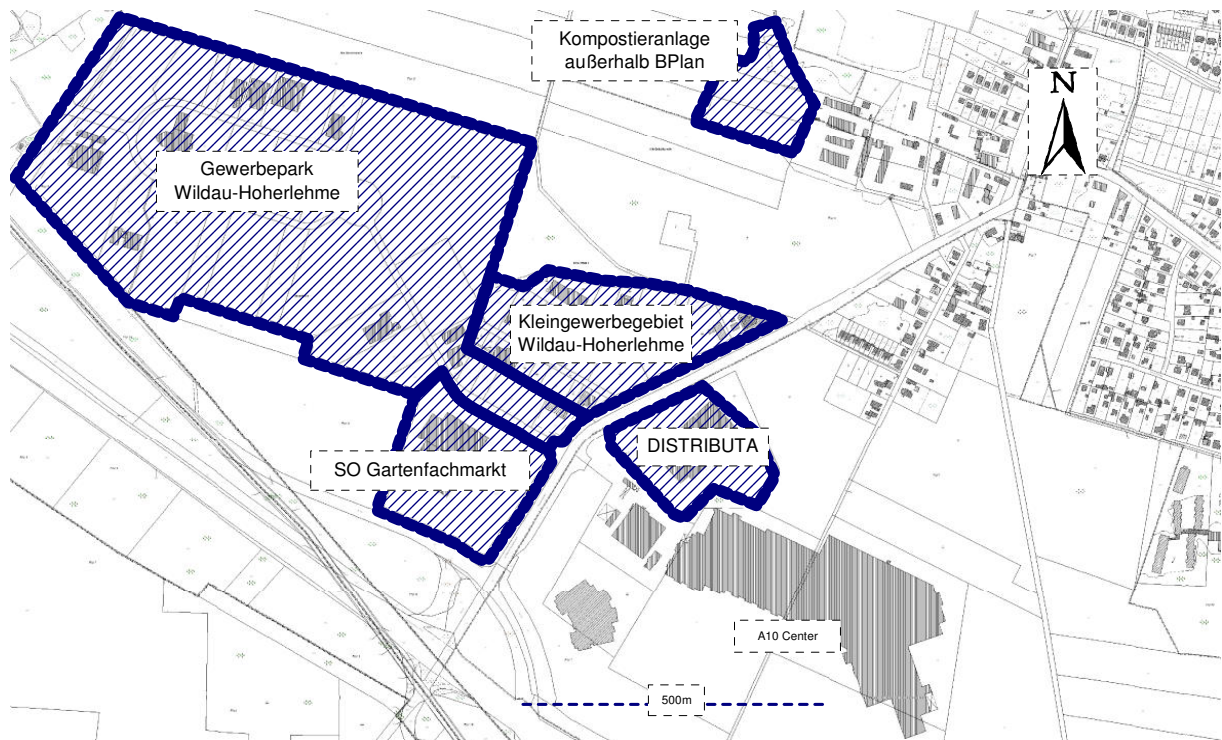 Kompostieranlage
außerhalb BPlan
N
Gewerbepark
Wildau-Hoherlehme
Kleingewerbegebiet
Wildau-Hoherlehme
DISTRIBUTA
SO Gartenfachmarkt
A10 Center
500m